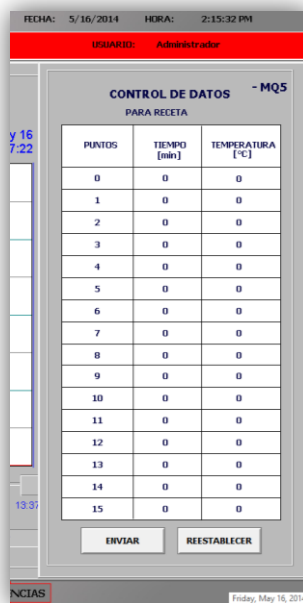 FECHA: 5/16/2014 HORA: 2:15:32 PM
USUARIO: Administrador
CONTROL DE DATOS - MQ5
PARA RECETA
y 16
7:22
PUNTOS TIEMPO [min] TEMPERATURA [ºC]
0 0 0
1 0 0
2 0 0
3 0 0
4 0 0
5 0 0
6 0 0
7 0 0
8 0 0
9 0 0
10 0 0
11 0 0
12 0 0
13 0 0
14 0 0
15 0 0
13:37
ENVIAR REESTABLECER
NCIAS
Friday, May 16, 2014